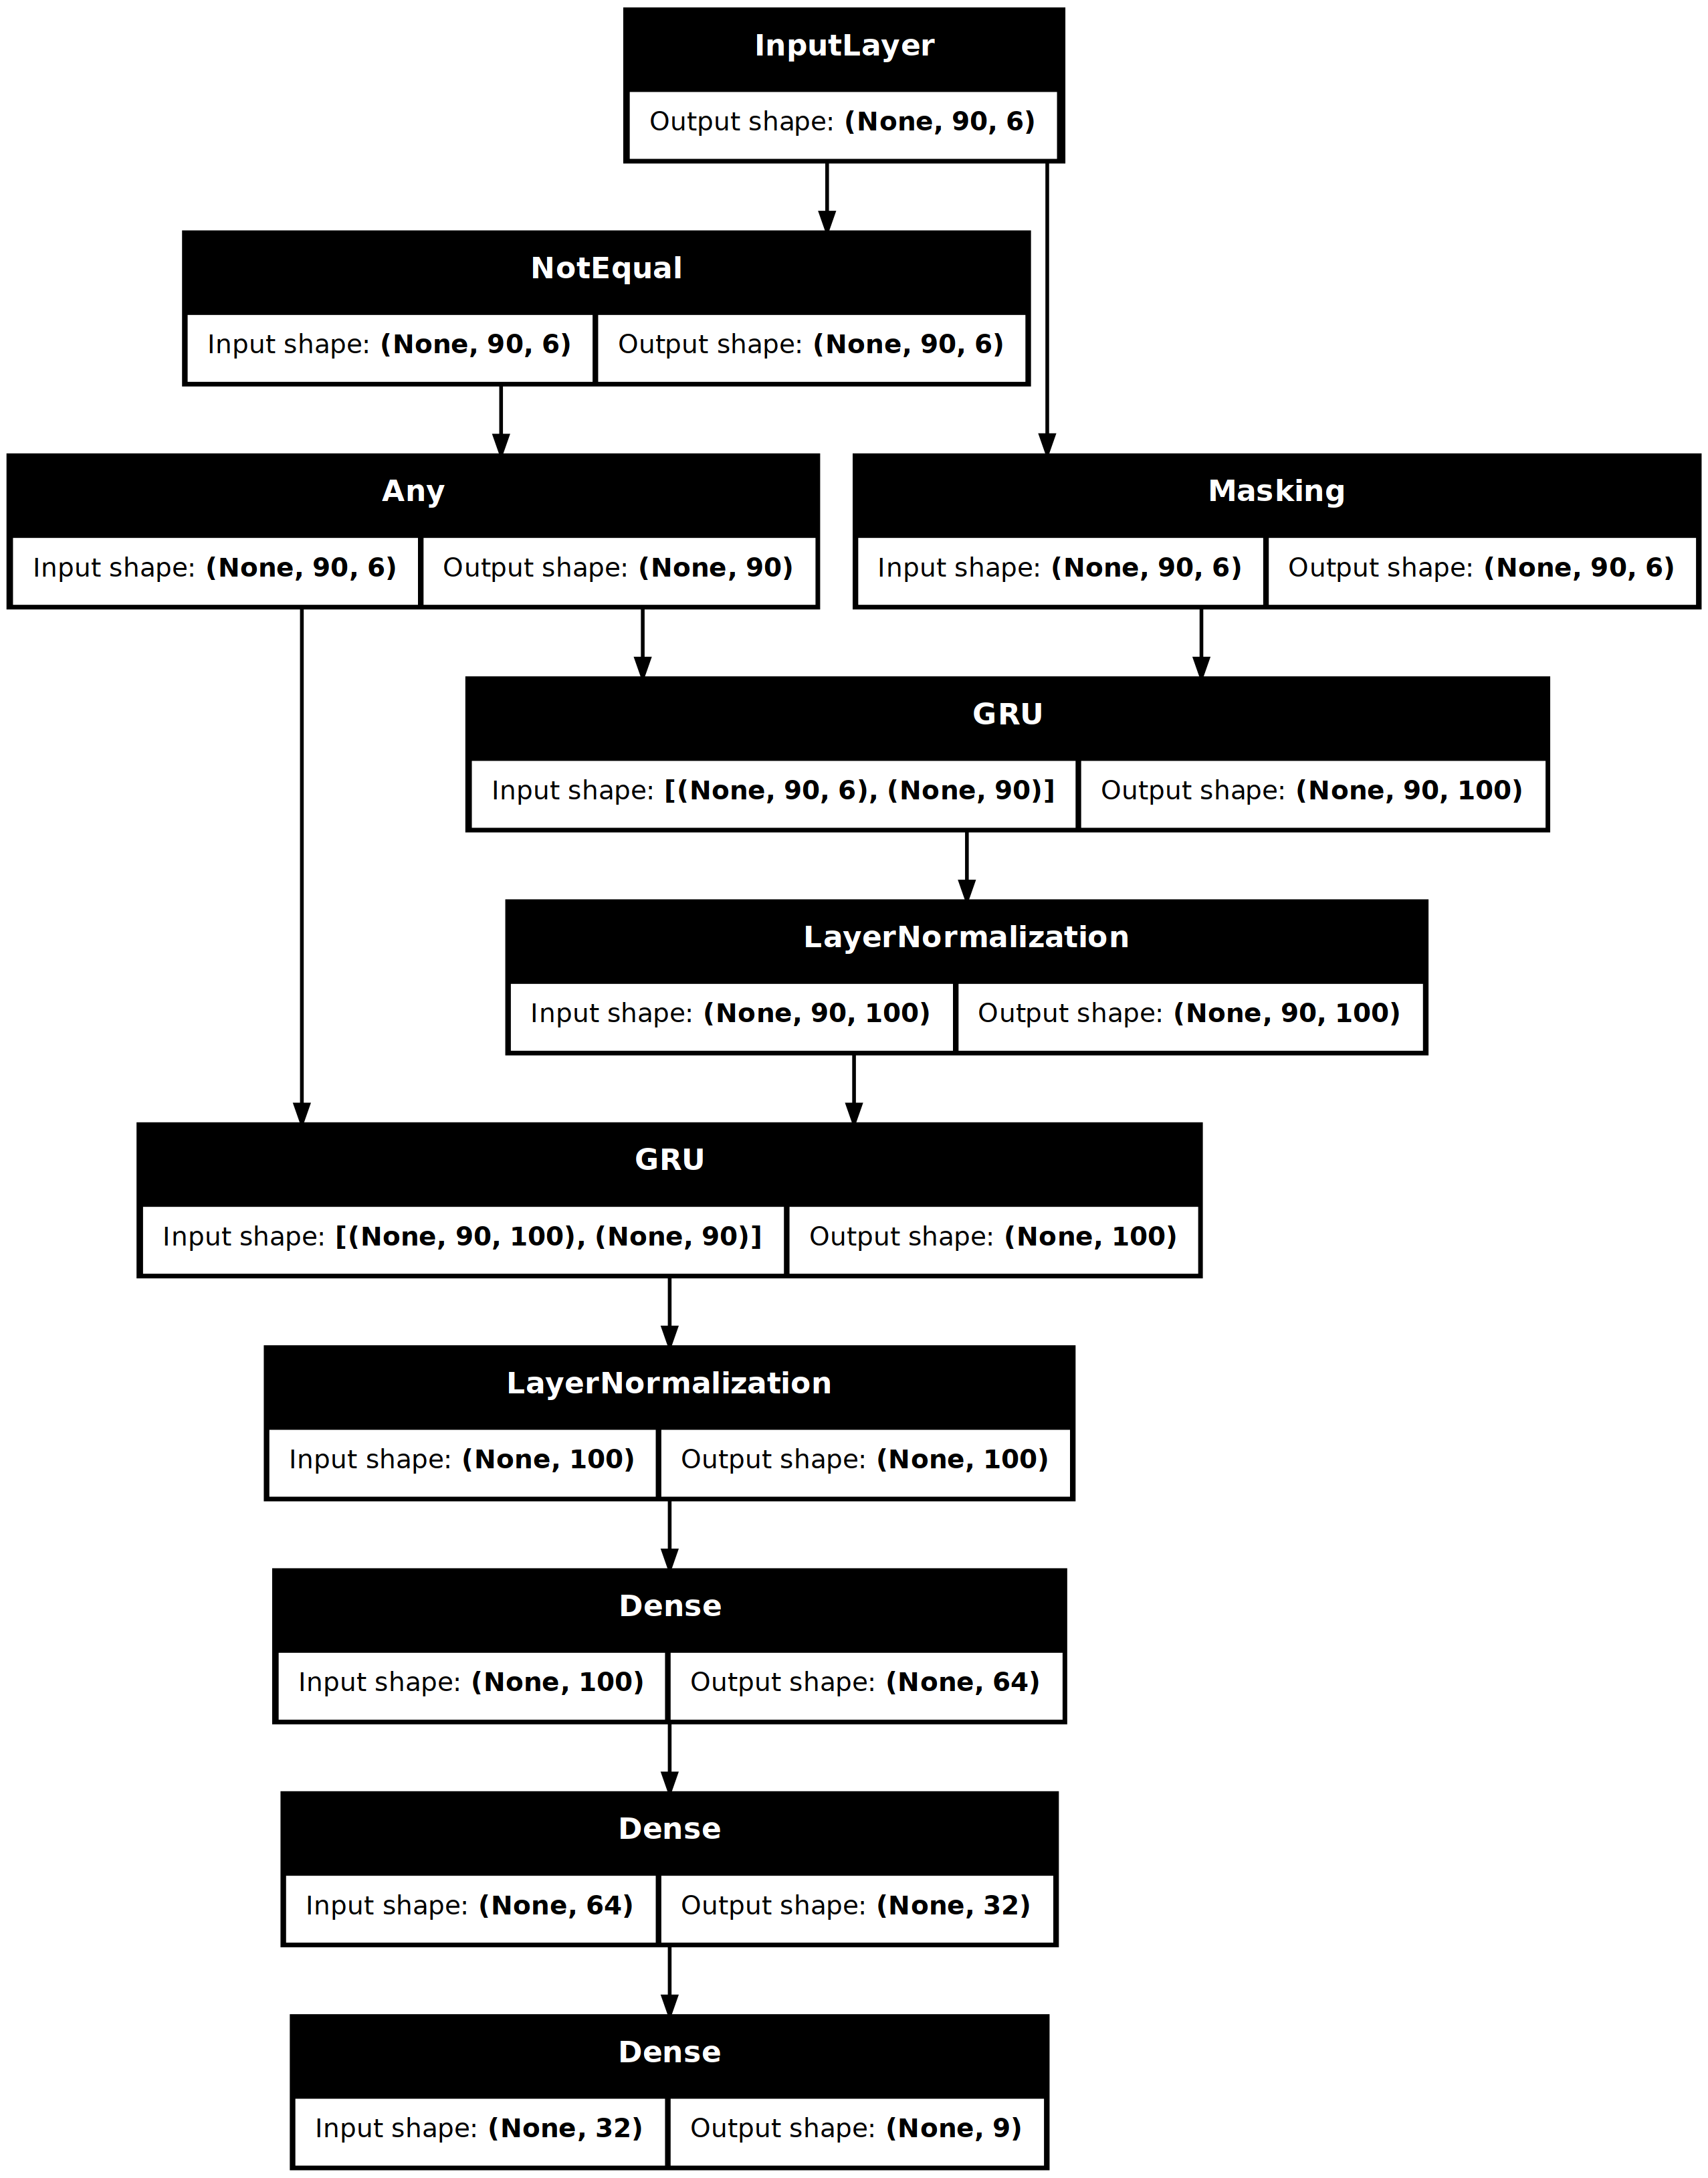 InputLayer
Output shape: (None, 90, 6)
NotEqual
Input shape: (None, 90, 6) Output shape: (None, 90, 6)
Any
Input shape: (None, 90, 6) Output shape: (None, 90)
Masking
Input shape: (None, 90, 6) Output shape: (None, 90, 6)
GRU
Input shape: [(None, 90, 6), (None, 90)] Output shape: (None, 90, 100)
LayerNormalization
Input shape: (None, 90, 100) Output shape: (None, 90, 100)
GRU
Input shape: [(None, 90, 100), (None, 90)] Output shape: (None, 100)
LayerNormalization
Input shape: (None, 100) Output shape: (None, 100)
Dense
Input shape: (None, 100) Output shape: (None, 64)
Dense
Input shape: (None, 64) Output shape: (None, 32)
Dense
Input shape: (None, 32) Output shape: (None, 9)